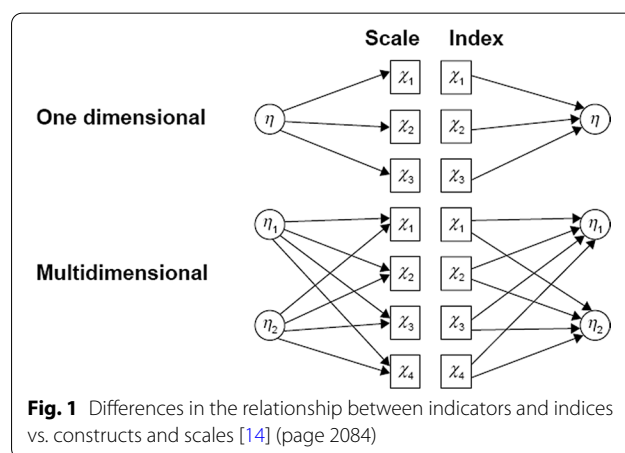 Scale Index
χ1 χ1
One dimensional η χ2 χ2 η
χ3 χ3
η1 χ1 χ1 η1
Multidimensional χ2 χ2
η2 χ3 χ3 η2
χ4 χ4
Fig. 1 Differences in the relationship between indicators and indices
vs. constructs and scales [14] (page 2084)